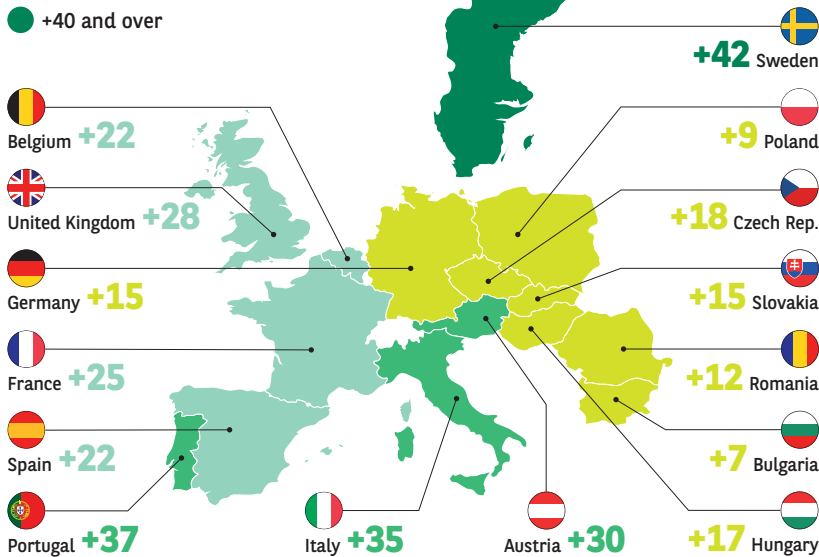 +40 and over
+42 Sweden
Belgium +22
+9 Poland
United Kingdom +28
+18 Czech Rep.
Germany +15
+15 Slovakia
France +25
+12 Romania
Spain +22
+7 Bulgaria
Portugal +37
Italy +35
Austria +30
+17 Hungary